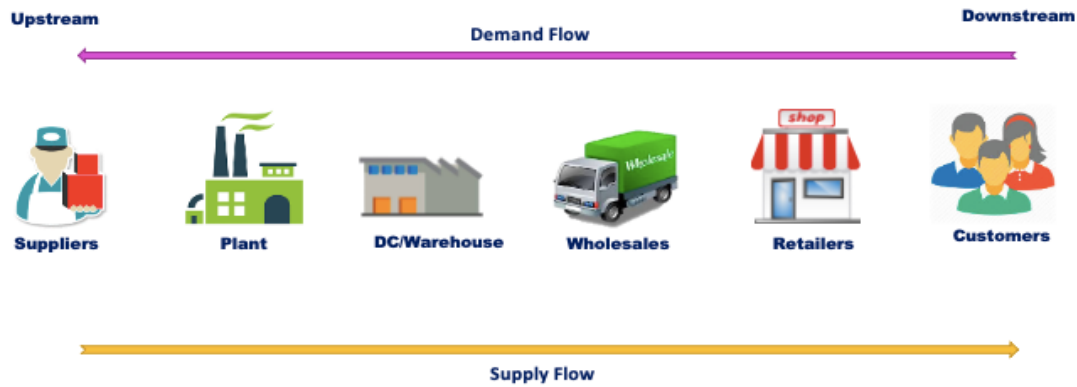 Upstream
Downstream
Demand Flow
shop
Wholesale
Suppliers
Plant
DC/Warehouse
Wholesales
Retailers
Customers
Supply Flow